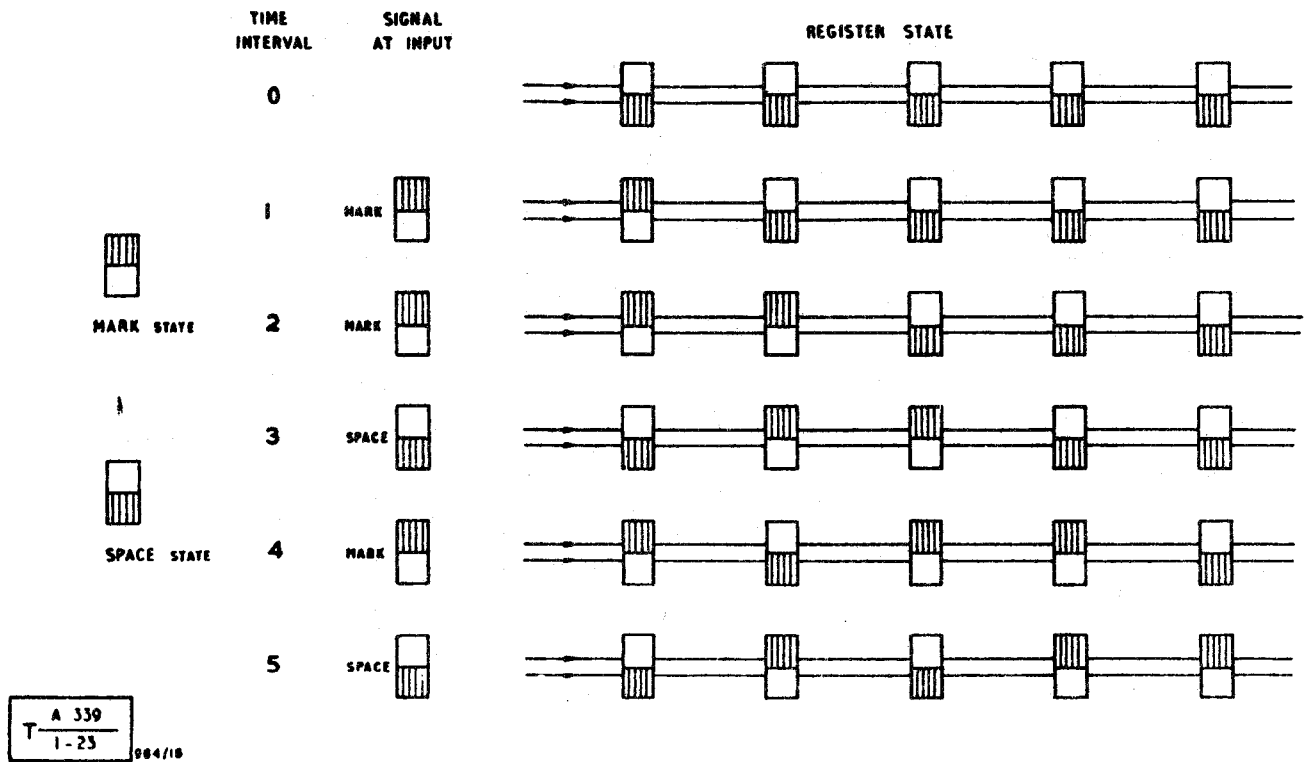 TIME INTERVAL
SIGNAL AT INPUT
REGISTER STATE
0
1 MARK
2 MARK
3 SPACE
4 MARK
5 SPACE
MARK STATE
SPACE STATE
T A 339
1-23
964/18